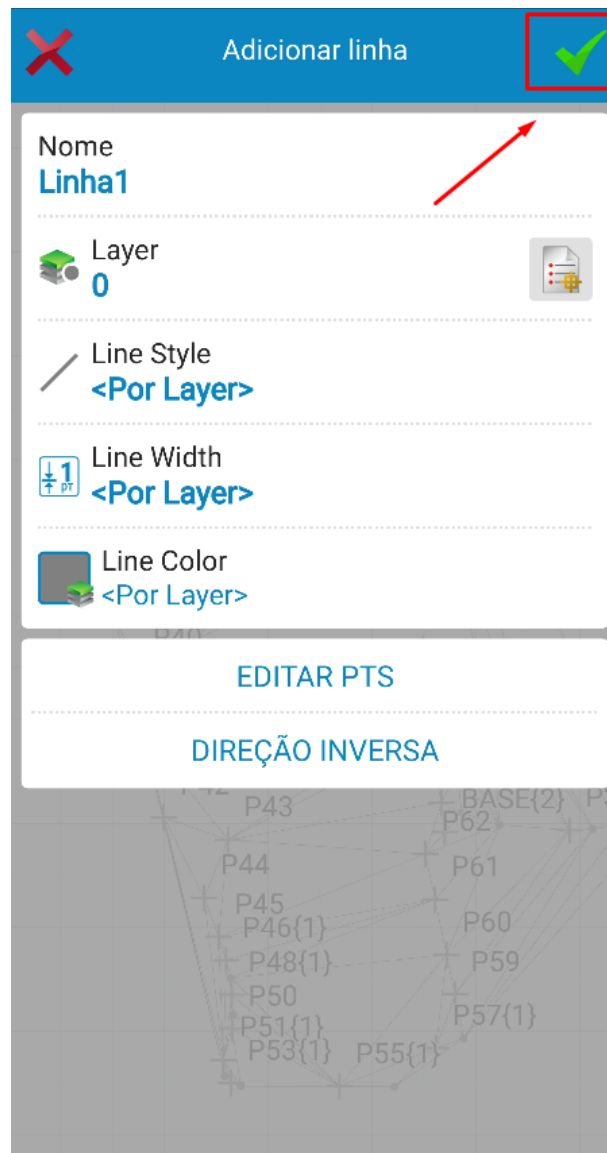 Adicionar linha
Nome
Linha1
Layer
0
Line Style
<Por Layer>
1
PT
Line Width
<Por Layer>
Line Color
<Por Layer>
EDITAR PTS
DIREÇÃO INVERSA
P43
BASE{2}
P62
P44
P61
P45
P46{1}
P60
P48{1}
P59
P50
P57{1}
P51{1}
P53{1}
P55{1}